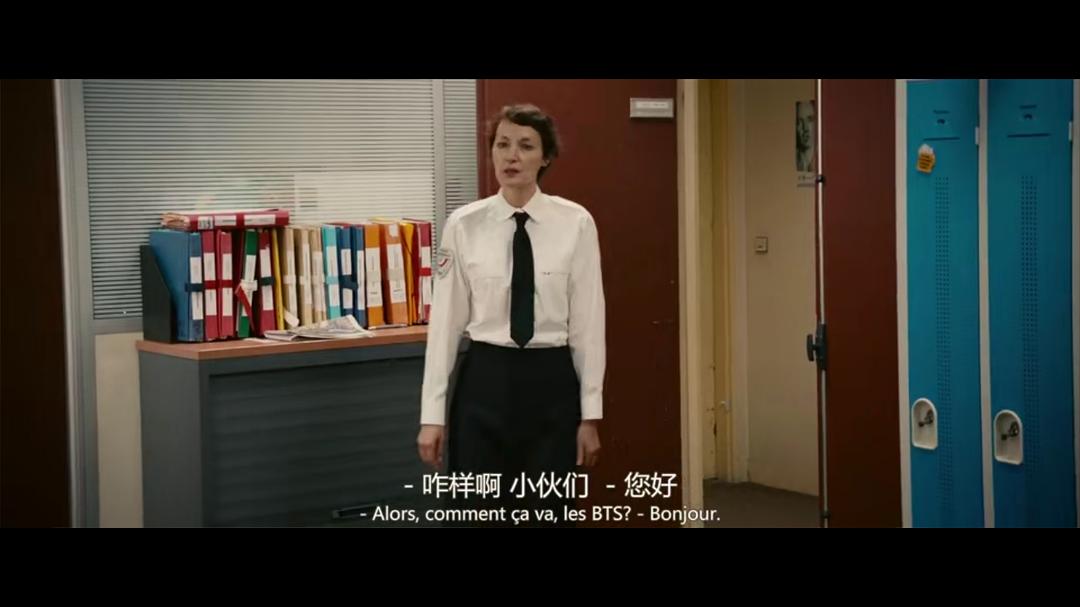 - 咋样啊 小伙们 - 您好
- Alors, comment ça va, les BTS? - Bonjour.